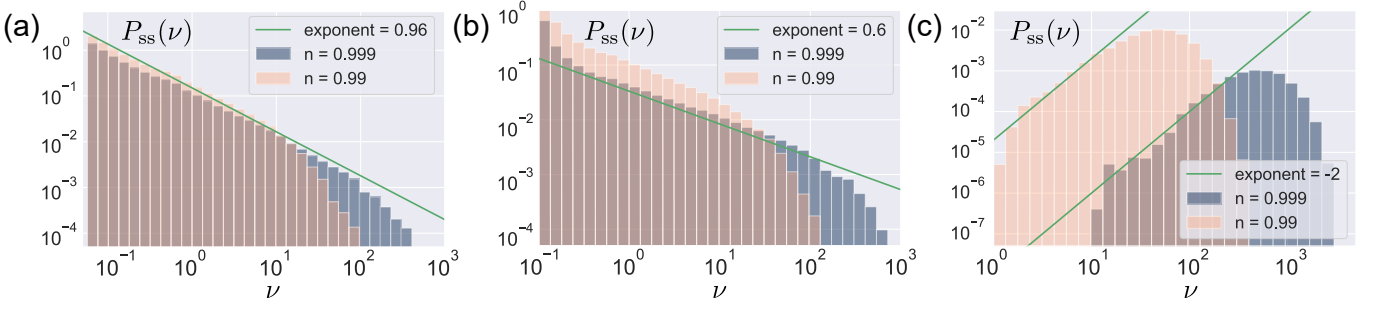 (a)
P_ss(ν)
exponent = 0.96
n = 0.999
n = 0.99
10^0
10^-1
10^-2
10^-3
10^-4
10^-1 10^0 10^1 10^2 10^3
ν
(b)
P_ss(ν)
exponent = 0.6
n = 0.999
n = 0.99
10^0
10^-1
10^-2
10^-3
10^-4
10^-1 10^0 10^1 10^2 10^3
ν
(c)
P_ss(ν)
10^-2
10^-3
10^-4
10^-5
10^-6
10^-7
exponent = -2
n = 0.999
n = 0.99
10^0 10^1 10^2 10^3
ν